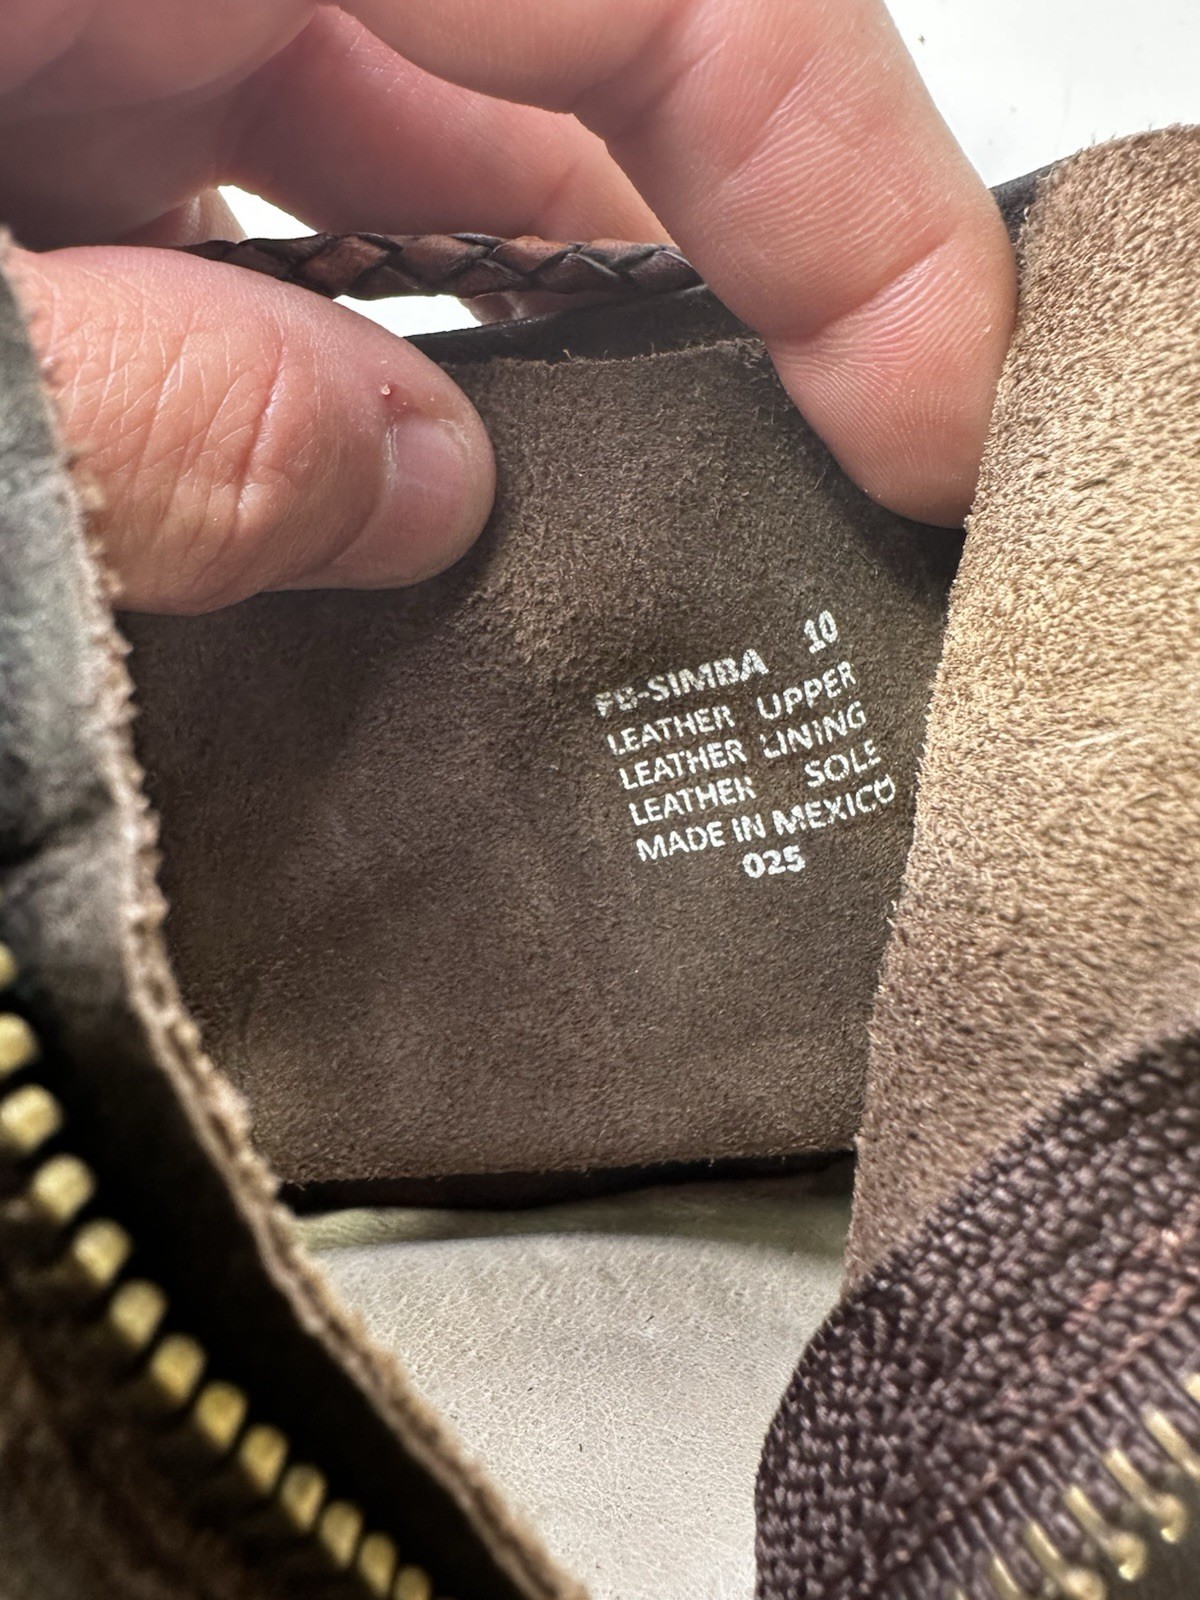 FB-SIMBA 10
LEATHER UPPER
LEATHER LINING
LEATHER SOLE
MADE IN MEXICO
025